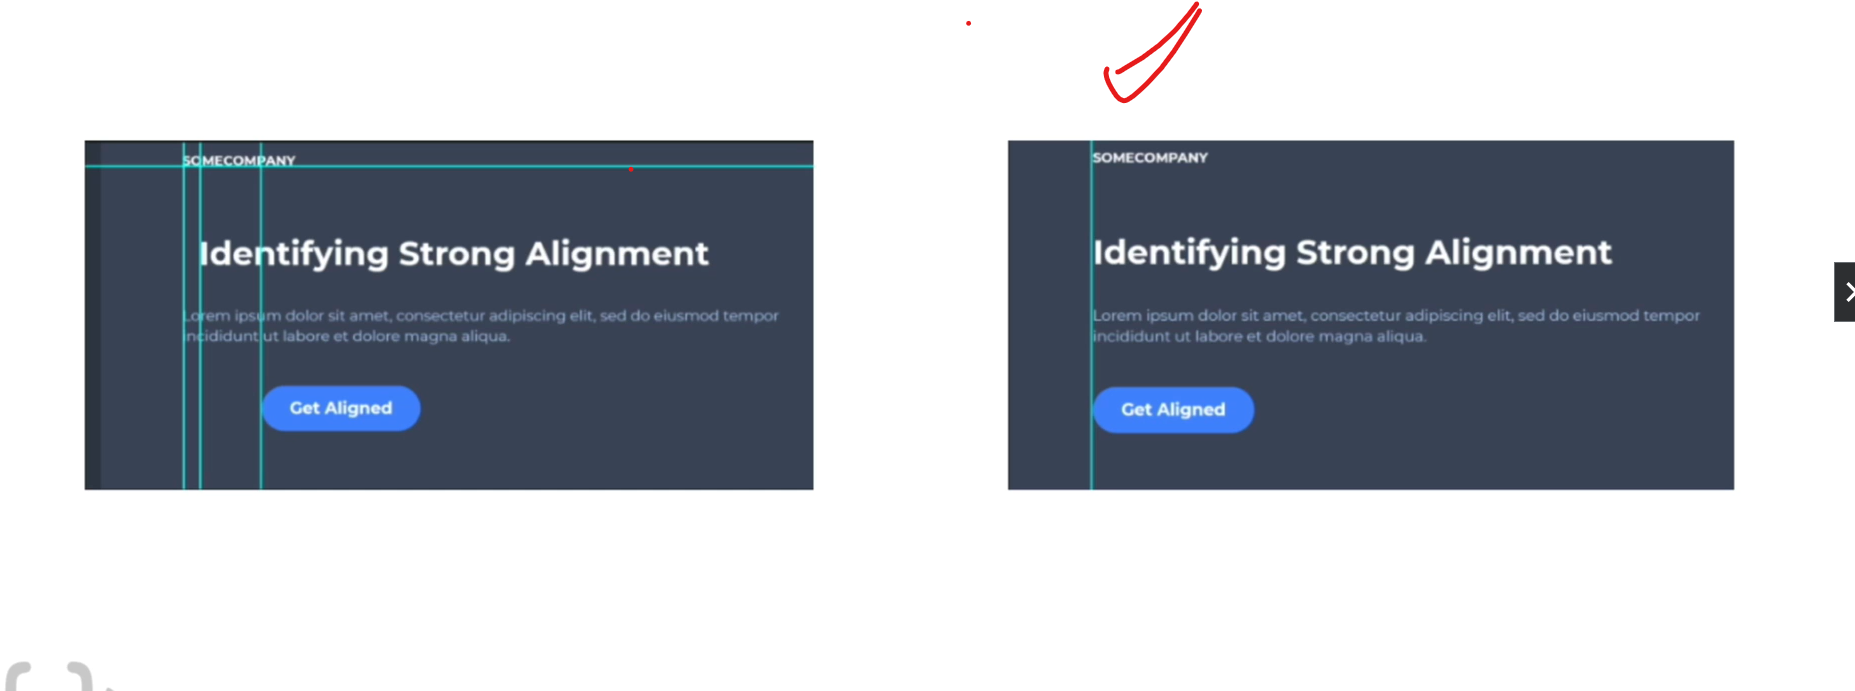 SOMECOMPANY
Identifying Strong Alignment
Lorem ipsum dolor sit amet, consectetur adipiscing elit, sed do eiusmod tempor
incididunt ut labore et dolore magna aliqua.
Get Aligned
SOMECOMPANY
Identifying Strong Alignment
Lorem ipsum dolor sit amet, consectetur adipiscing elit, sed do eiusmod tempor
incididunt ut labore et dolore magna aliqua.
Get Aligned